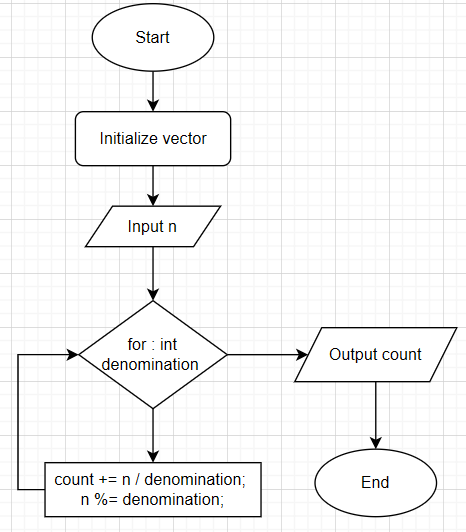 Start
Initialize vector
Input n
for : int
denomination
Output count
count += n / denomination;
n %= denomination;
End